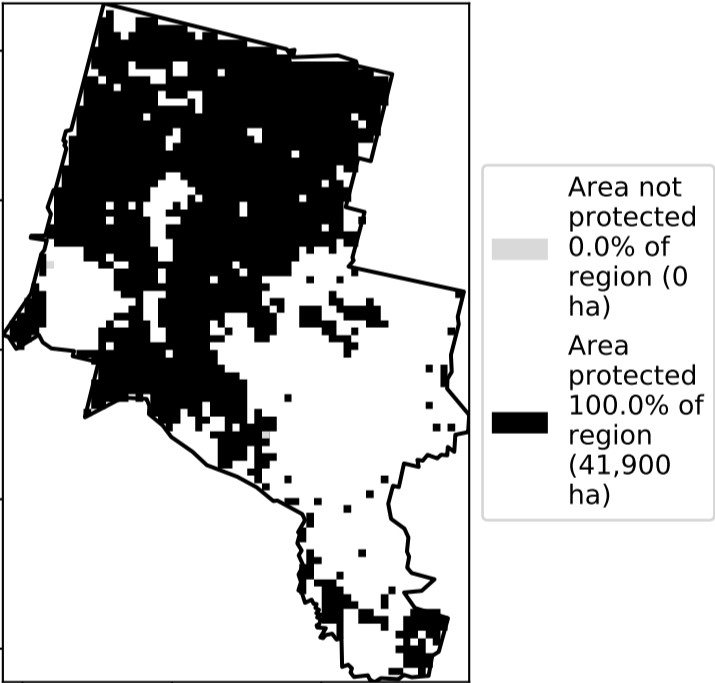 Area not
protected
0.0% of
region (0
ha)
Area
protected
100.0% of
region
(41,900
ha)